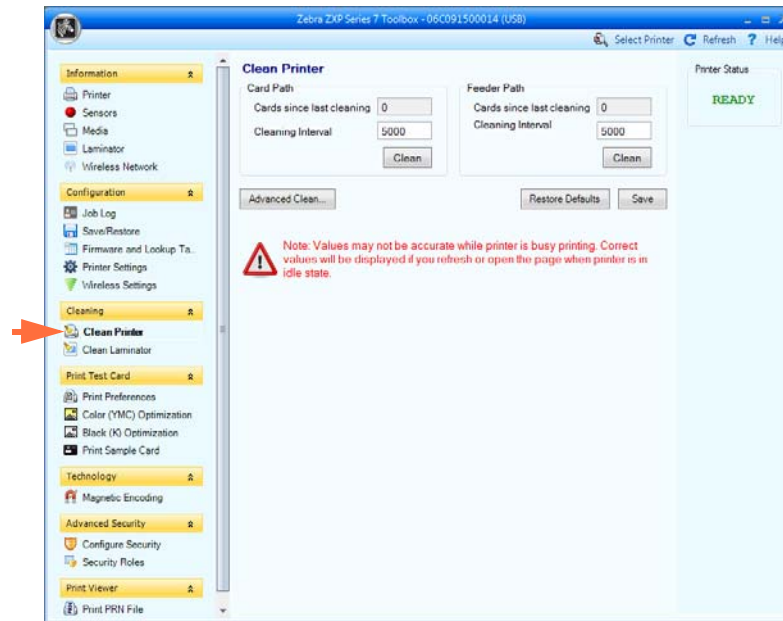 Zebra ZXP Series 7 Toolbox - 06C091500014 (USB)
Select Printer Refresh ? Help
Information
Printer
Sensors
Media
Laminator
Wireless Network
Configuration
Job Log
Save/Restore
Firmware and Lookup Ta..
Printer Settings
Wireless Settings
Cleaning
Clean Printer
Clean Laminator
Print Test Card
Print Preferences
Color (YMC) Optimization
Black (K) Optimization
Print Sample Card
Technology
Magnetic Encoding
Advanced Security
Configure Security
Security Roles
Print Viewer
Print PRN File
Clean Printer
Card Path
Cards since last cleaning 0
Cleaning Interval 5000
Clean
Feeder Path
Cards since last cleaning 0
Cleaning Interval 5000
Clean
Advanced Clean... Restore Defaults Save
Note: Values may not be accurate while printer is busy printing. Correct
values will be displayed if you refresh or open the page when printer is in
idle state.
Printer Status
READY